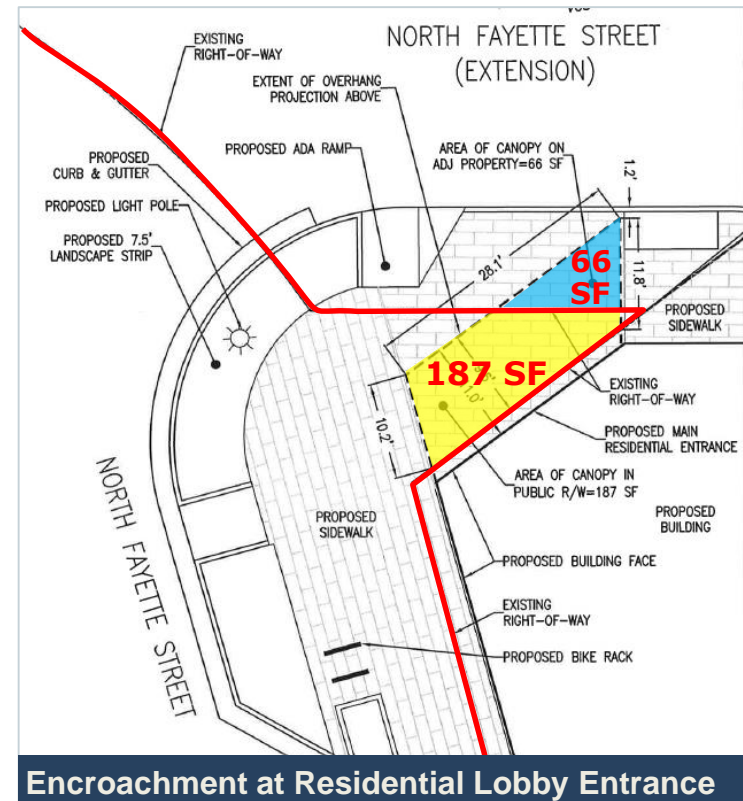 NORTH FAYETTE STREET
(EXTENSION)
EXISTING
RIGHT-OF-WAY
EXTENT OF OVERHANG
PROJECTION ABOVE
PROPOSED
CURB & GUTTER
PROPOSED ADA RAMP
AREA OF CANOPY ON
ADJ PROPERTY=66 SF
1.2'
PROPOSED LIGHT POLE
PROPOSED 7.5'
LANDSCAPE STRIP
28.1'
66
SF
11.8'
PROPOSED
SIDEWALK
187 SF
10.2'
EXISTING
RIGHT-OF-WAY
PROPOSED MAIN
RESIDENTIAL ENTRANCE
AREA OF CANOPY IN
PUBLIC R/W=187 SF
PROPOSED
BUILDING
PROPOSED
SIDEWALK
NORTH FAYETTE STREET
PROPOSED BUILDING FACE
EXISTING
RIGHT-OF-WAY
PROPOSED BIKE RACK
Encroachment at Residential Lobby Entrance